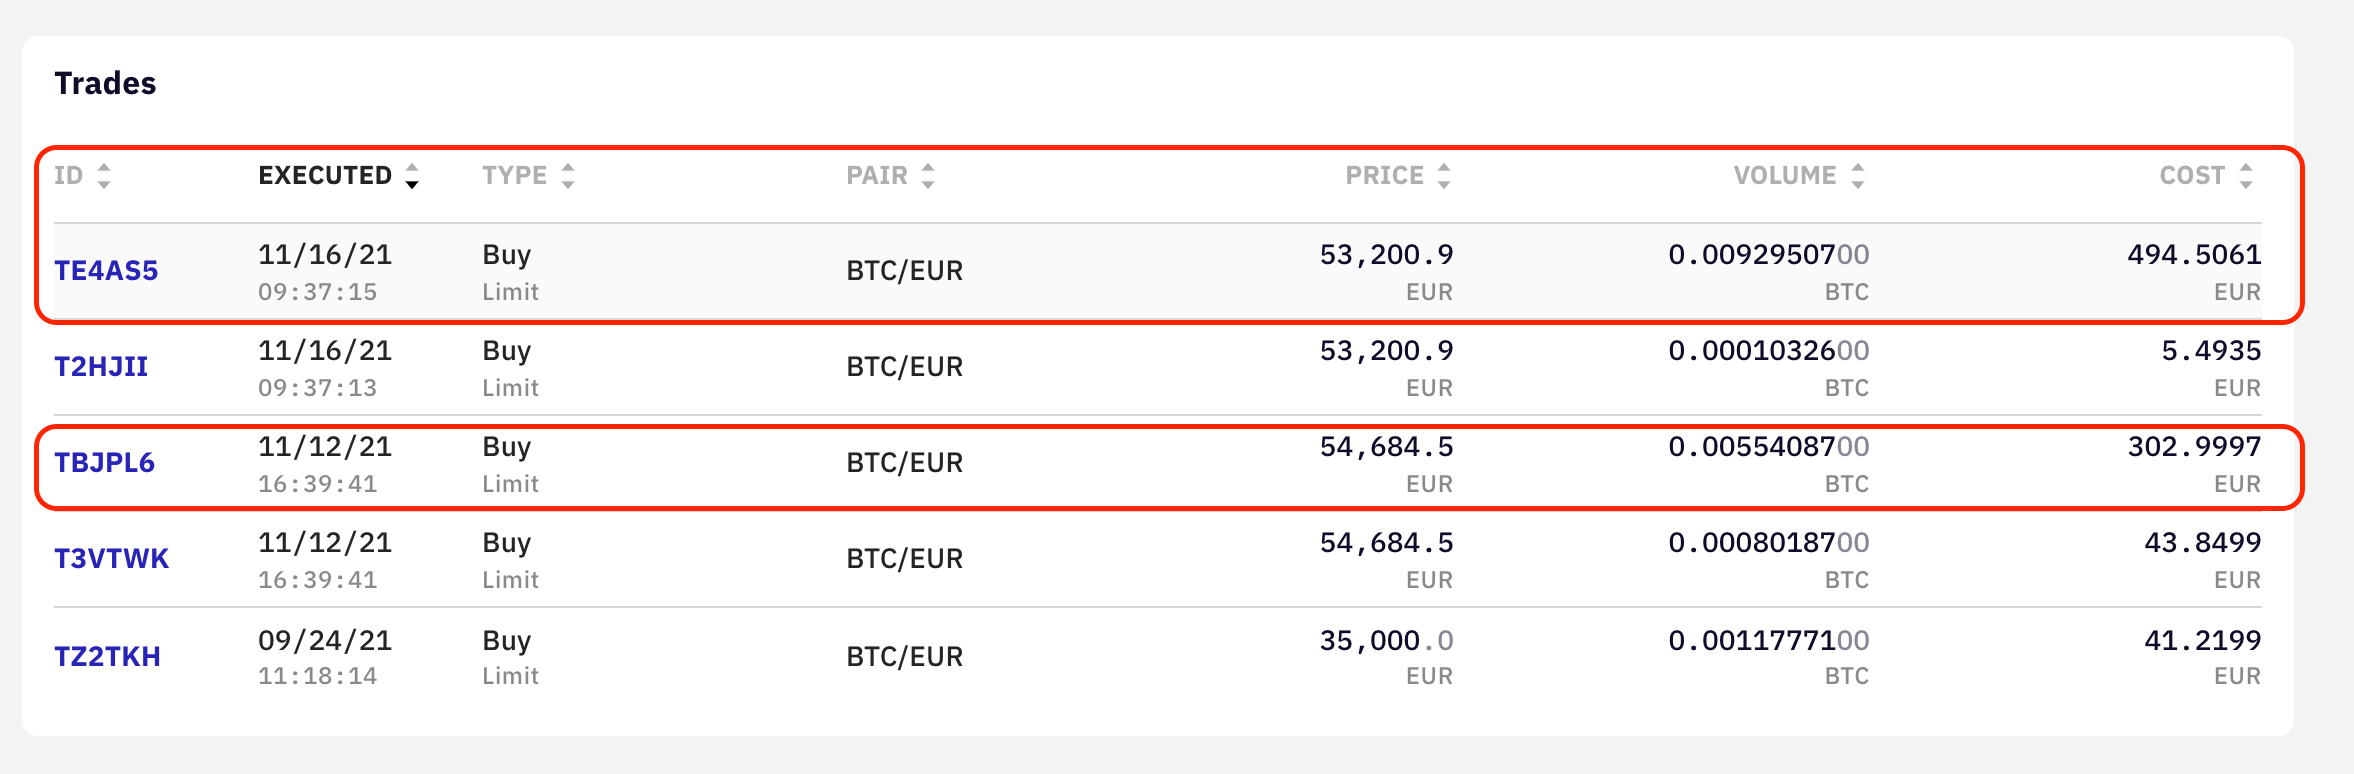 Trades
ID EXECUTED TYPE PAIR PRICE VOLUME COST
TE4AS5 11/16/21 Buy BTC/EUR 53,200.9 0.0092950700 494.5061
09:37:15 Limit EUR BTC EUR
T2HJII 11/16/21 Buy BTC/EUR 53,200.9 0.0001032600 5.4935
09:37:13 Limit EUR BTC EUR
TBJPL6 11/12/21 Buy BTC/EUR 54,684.5 0.0055408700 302.9997
16:39:41 Limit EUR BTC EUR
T3VTWK 11/12/21 Buy BTC/EUR 54,684.5 0.0008018700 43.8499
16:39:41 Limit EUR BTC EUR
TZ2TKH 09/24/21 Buy BTC/EUR 35,000.0 0.0011777100 41.2199
11:18:14 Limit EUR BTC EUR